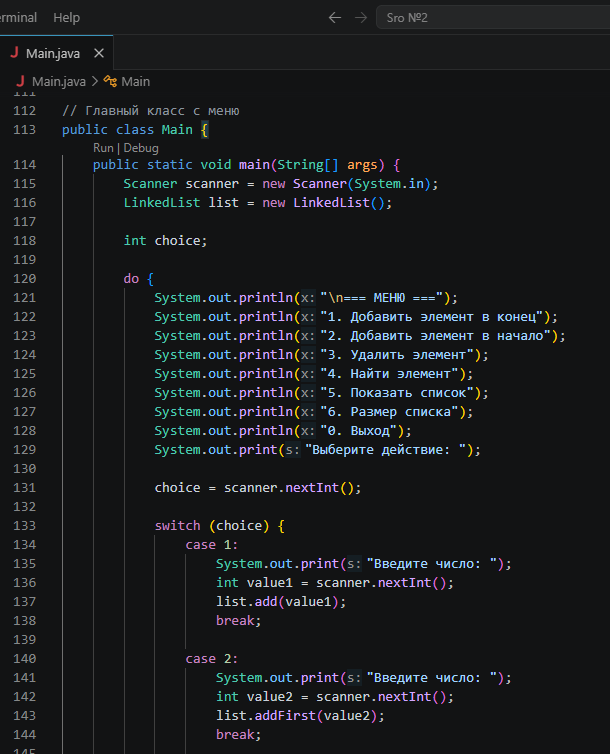 erminal Help
Sro №2
Main.java
Main.java > Main
111
112 // Главный класс с меню
113 public class Main {
Run | Debug
114 public static void main(String[] args) {
115 Scanner scanner = new Scanner(System.in);
116 LinkedList list = new LinkedList();
117
118 int choice;
119
120 do {
121 System.out.println(x: "\n=== МЕНЮ ===");
122 System.out.println(x: "1. Добавить элемент в конец");
123 System.out.println(x: "2. Добавить элемент в начало");
124 System.out.println(x: "3. Удалить элемент");
125 System.out.println(x: "4. Найти элемент");
126 System.out.println(x: "5. Показать список");
127 System.out.println(x: "6. Размер списка");
128 System.out.println(x: "0. Выход");
129 System.out.print(s: "Выберите действие: ");
130
131 choice = scanner.nextInt();
132
133 switch (choice) {
134 case 1:
135 System.out.print(s: "Введите число: ");
136 int value1 = scanner.nextInt();
137 list.add(value1);
138 break;
139
140 case 2:
141 System.out.print(s: "Введите число: ");
142 int value2 = scanner.nextInt();
143 list.addFirst(value2);
144 break;
145